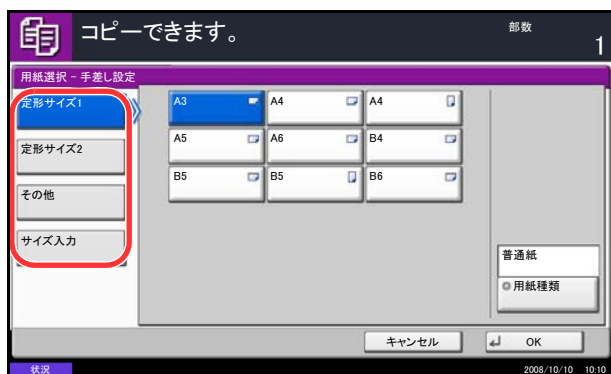 コピーできます。
部数
1
用紙選択 - 手差し設定
定形サイズ1
定形サイズ2
その他
サイズ入力
A3
A4
A4
A5
A6
B4
B5
B5
B6
普通紙
用紙種類
キャンセル
OK
状況
2008/10/10 10:10